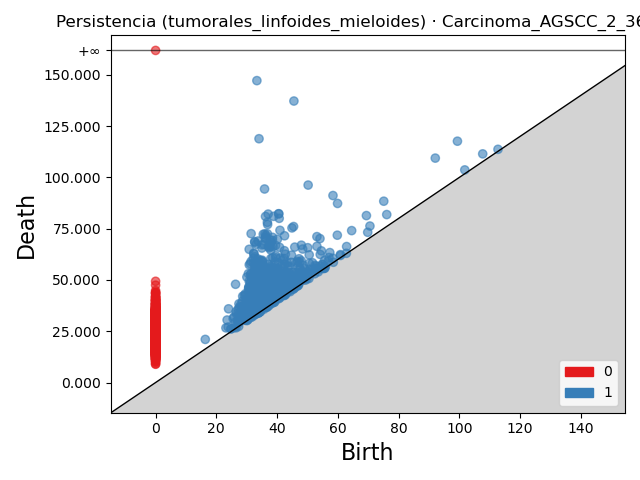 Persistencia (tumorales_linfoides_mieloides) · Carcinoma_AGSCC_2_36
+∞
150.000
125.000
100.000
75.000
50.000
25.000
0.000
Death
0
1
0 20 40 60 80 100 120 140
Birth